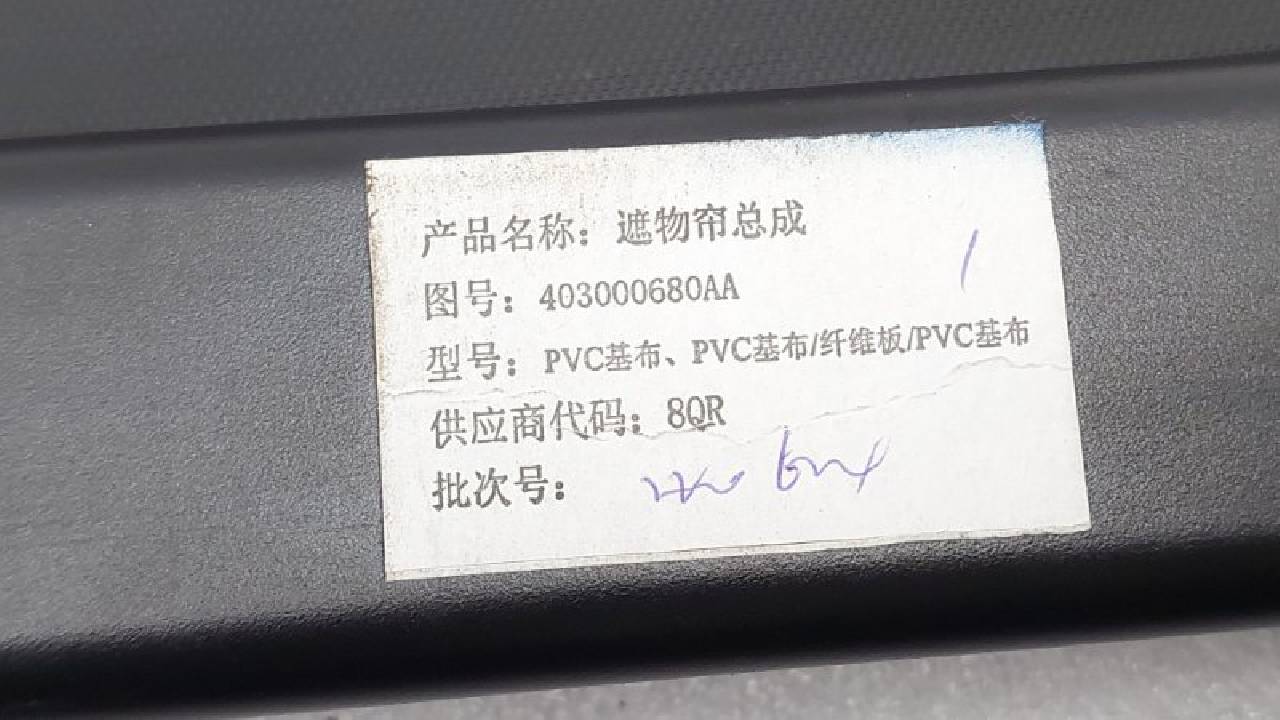 产品名称：遮物帘总成
图号：403000680AA
型号：PVC基布、PVC基布/纤维板/PVC基布
供应商代码：8QR
批次号：